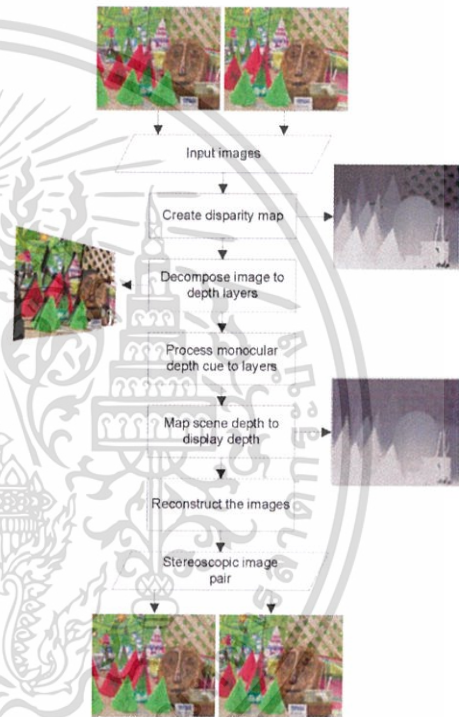 Input images
Create disparity map
Decompose image to
depth layers
Process monocular
depth cue to layers
Map scene depth to
display depth
Reconstruct the images
Stereoscopic image
pair